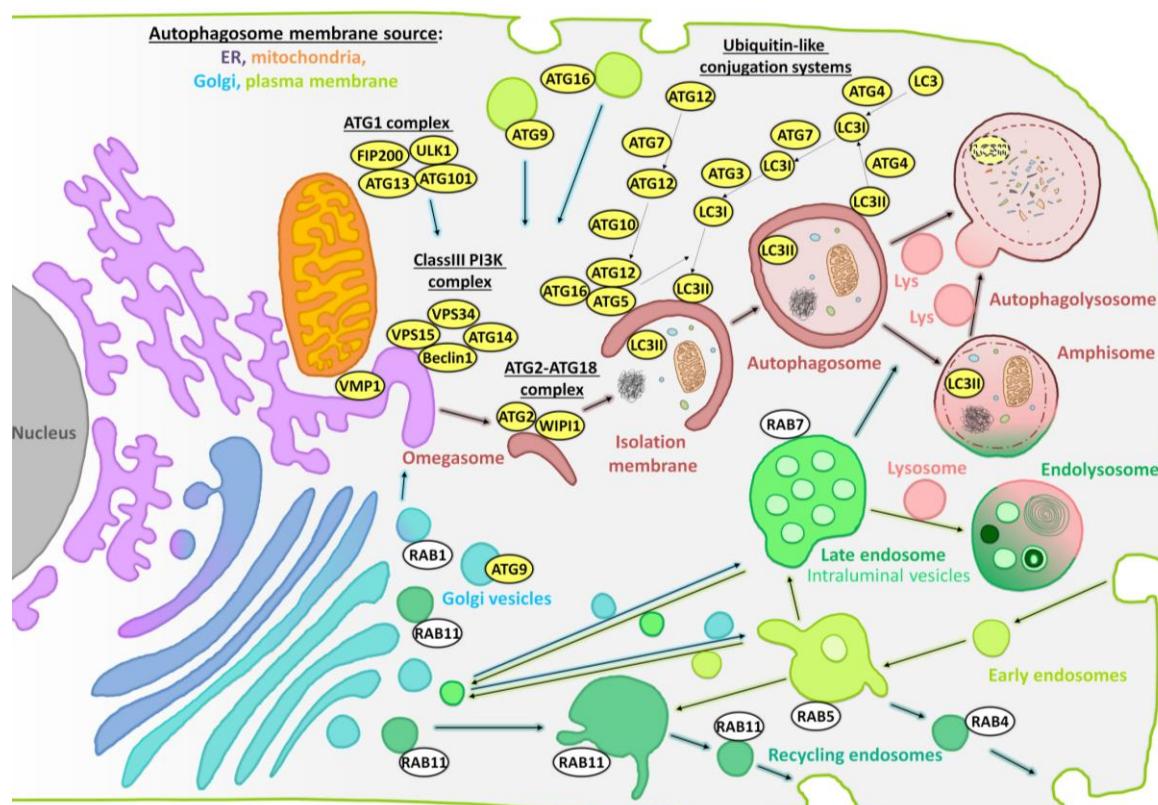 Autophagosome membrane source:
ER, mitochondria,
Golgi, plasma membrane
ATG16
ATG9
Ubiquitin-like
conjugation systems
ATG12
ATG7
ATG12
ATG10
ATG12
ATG16
ATG5
ATG4
LC3
LC3I
ATG7
LC3I
ATG3
LC3I
ATG4
LC3II
LC3II
ATG1 complex
FIP200
ULK1
ATG13
ATG101
ClassIII PI3K
complex
VPS34
VPS15
ATG14
Beclin1
VMP1
ATG2-ATG18
complex
ATG2
WIPI1
LC3II
LC3II
Lys
Lys
Autophagolysosome
Autophagosome
Amphisome
LC3II
Nucleus
Omegasome
Isolation
membrane
RAB7
Lysosome
Endolysosome
Late endosome
Intraluminal vesicles
RAB1
ATG9
Golgi vesicles
RAB11
Early endosomes
RAB5
RAB4
RAB11
RAB11
RAB11
Recycling endosomes